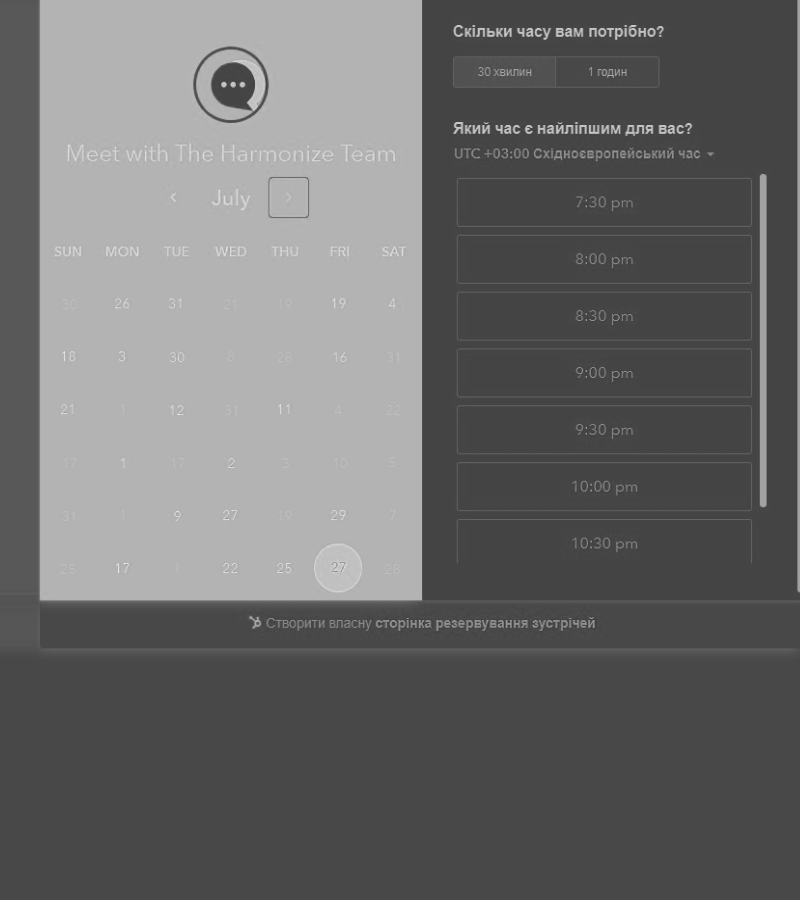 Meet with The Harmonize Team
July
SUN MON TUE WED THU FRI SAT
30 26 31 21 19 19 4
18 3 30 8 28 16 31
21 1 12 31 11 4 22
17 1 17 2 3 10 5
31 1 9 27 19 29 7
25 17 1 22 25 27 28
Скільки часу вам потрібно?
30 хвилин 1 годин
Який час є найліпшим для вас?
UTC +03:00 Східноєвропейський час
7:30 pm
8:00 pm
8:30 pm
9:00 pm
9:30 pm
10:00 pm
10:30 pm
Створити власну сторінка резервування зустрічей